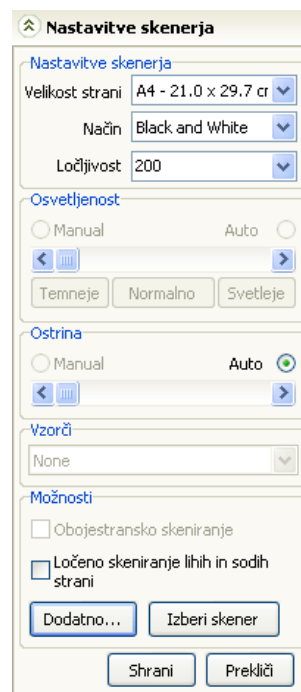 Nastavitve skenerja
Nastavitve skenerja
Velikost strani A4 - 21.0 x 29.7 cr
Način Black and White
Ločljivost 200
Osvetljenost
Manual Auto
Temneje Normalno Svetleje
Ostrina
Manual Auto
Vzorči
None
Možnosti
Obojestransko skeniranje
Ločeno skeniranje lihih in sodih
strani
Dodatno... Izberi skener
Shrani Prekliči